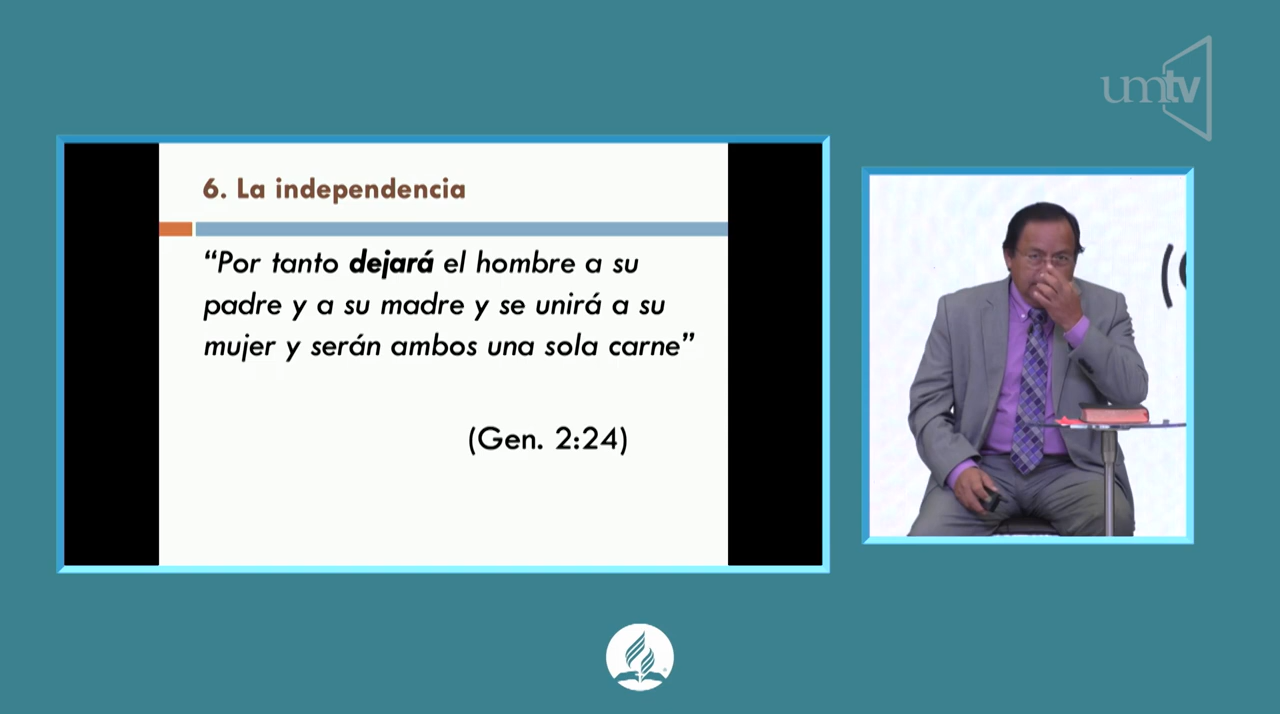 umtv
6. La independencia
“Por tanto dejará el hombre a su
padre y a su madre y se unirá a su
mujer y serán ambos una sola carne”
(Gen. 2:24)